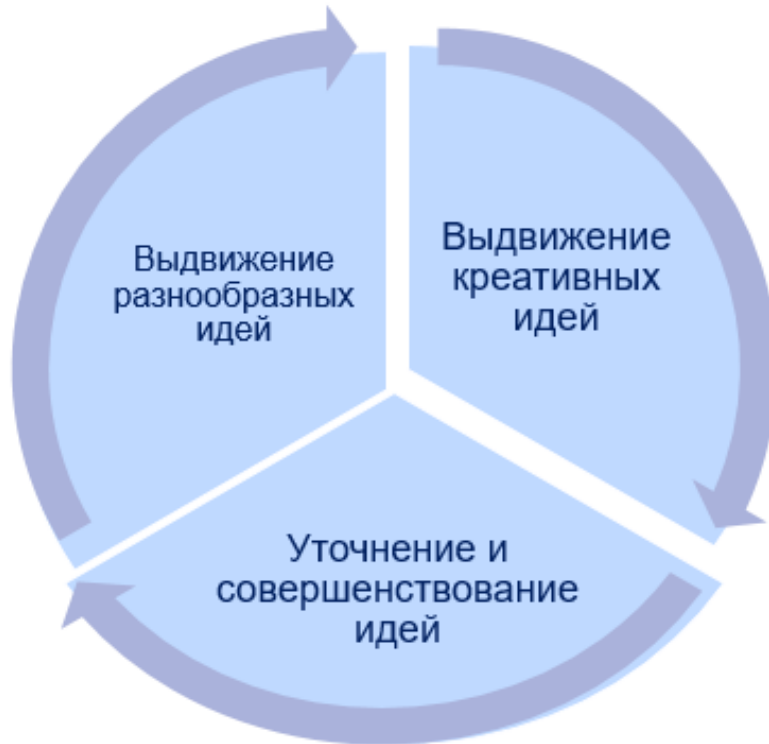 Выдвижение
разнообразных
идей
Выдвижение
креативных
идей
Уточнение и
совершенствование
идей